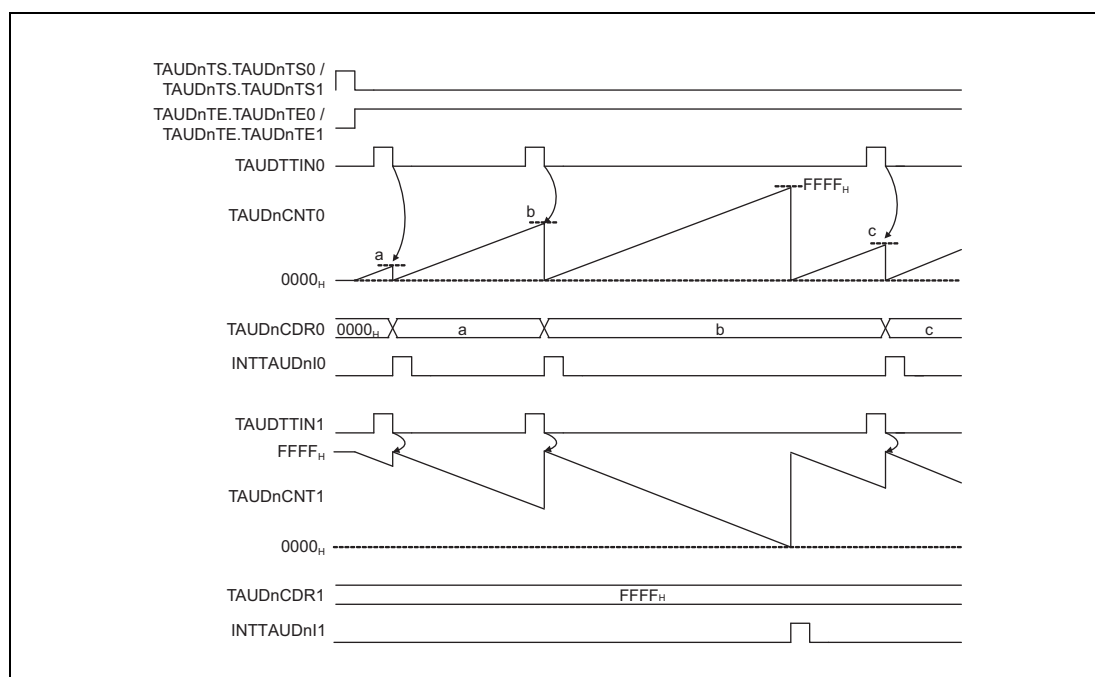 TAUDnTS.TAUDnTS0 /
TAUDnTS.TAUDnTS1
TAUDnTE.TAUDnTE0 /
TAUDnTE.TAUDnTE1
TAUDTTIN0
FFFFH
b
TAUDnCNT0
c
a
0000H
TAUDnCDR0 0000H a b c
INTTAUDnI0
TAUDTTIN1
FFFFH
TAUDnCNT1
0000H
TAUDnCDR1 FFFFH
INTTAUDnI1